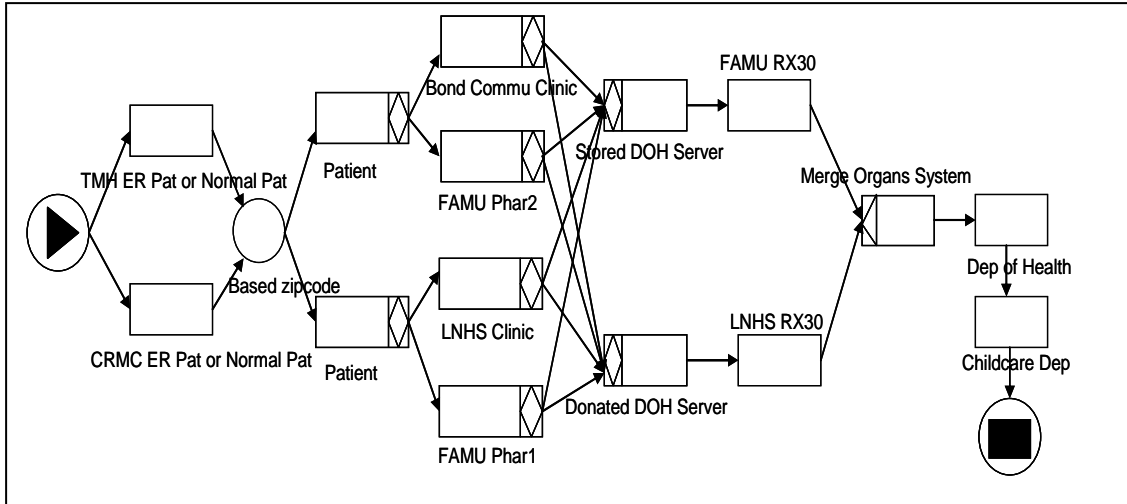 Bond Commu Clinic
FAMU RX30
TMH ER Pat or Normal Pat
Patient
Stored DOH Server
Merge Organs System
FAMU Phar2
Based zipcode
Dep of Health
CRMC ER Pat or Normal Pat
Patient
LNHS Clinic
LNHS RX30
Childcare Dep
Donated DOH Server
FAMU Phar1